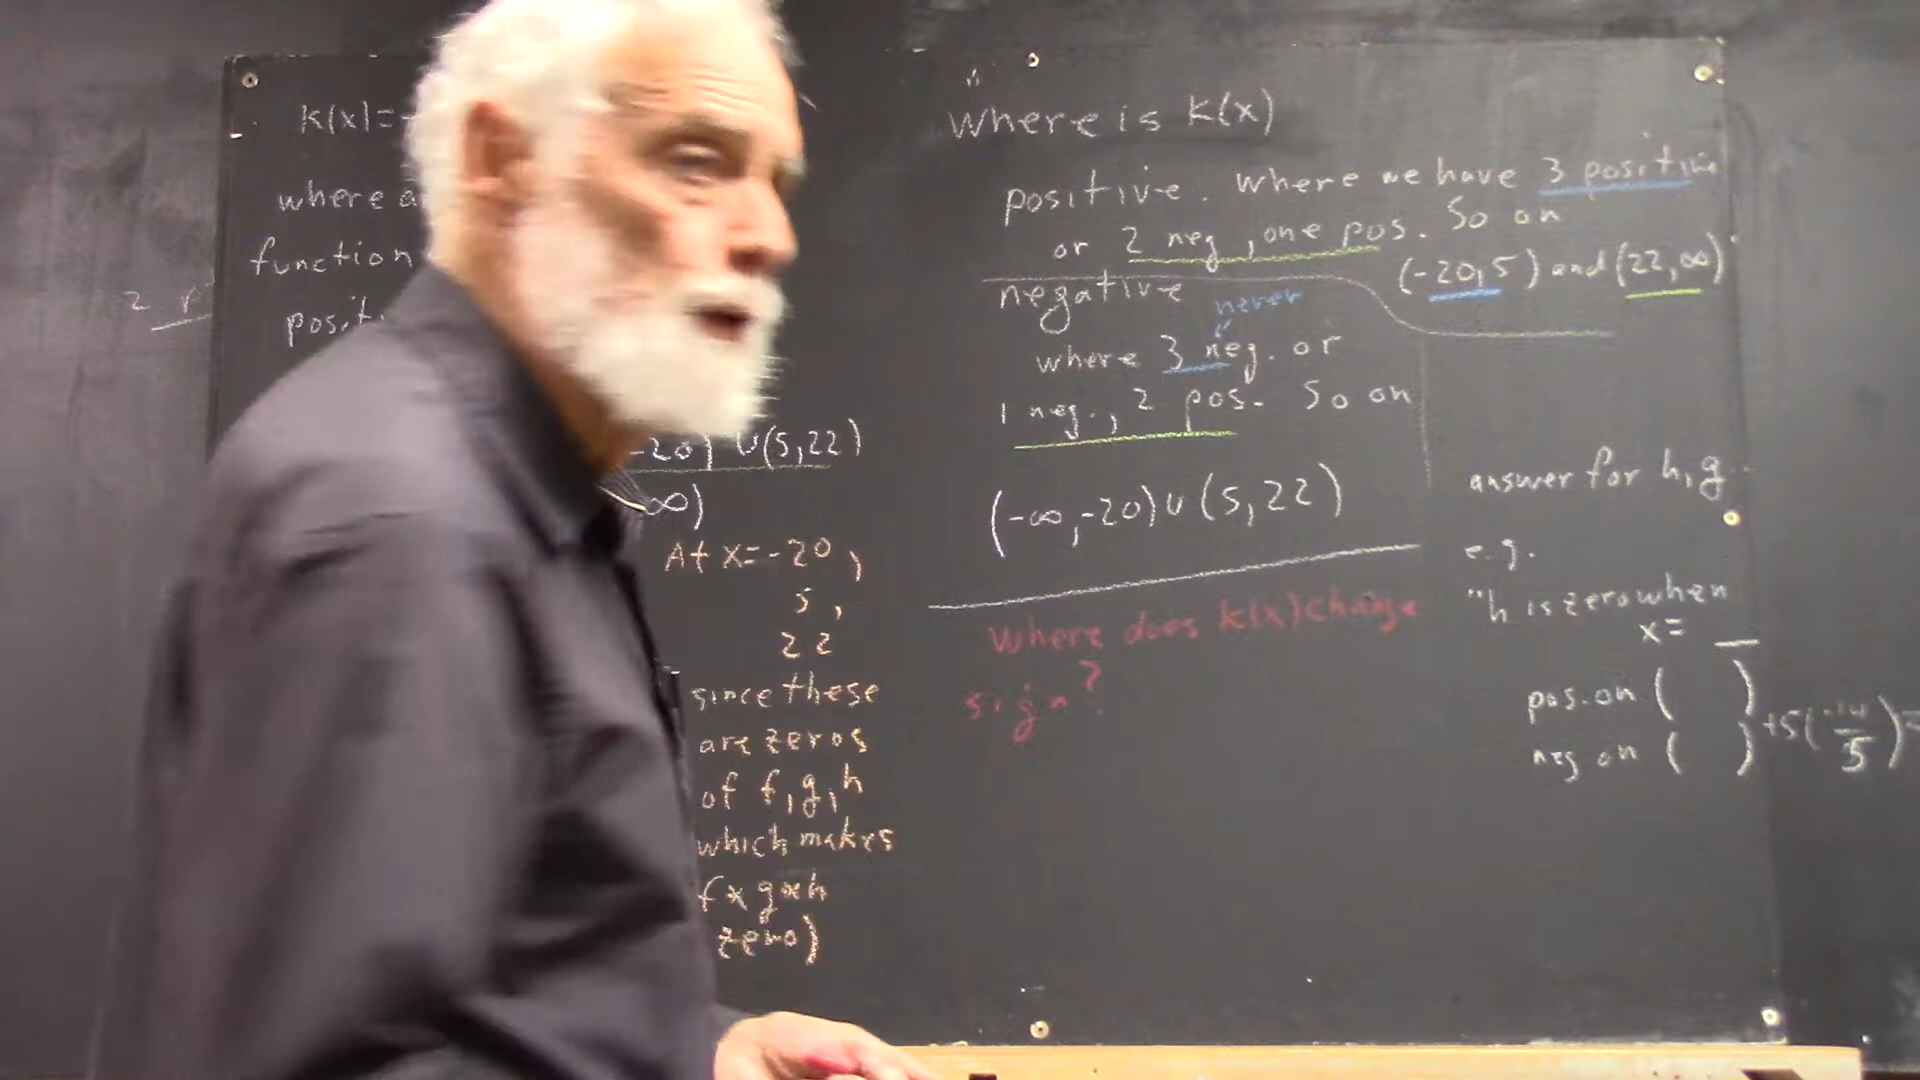 k(x)=-
where a
function
posit
2 r
-20) ∪(5,22)
∞)
At x=-20,
5,
22
since these
are zeros
of f,g,h
which makes
f×g×h
zero)
where is k(x)
positive. where we have 3 positive
or 2 neg, one pos. So on
(-20,5) and (22,∞)
negative
never
where 3 neg. or
1 neg., 2 pos. So on
(-∞,-20)∪(5,22)
where does k(x) change
sign?
answer for h,g
e.g.
"h is zero when
x= _
pos. on ( )
neg on ( )
+5(-14/5)=